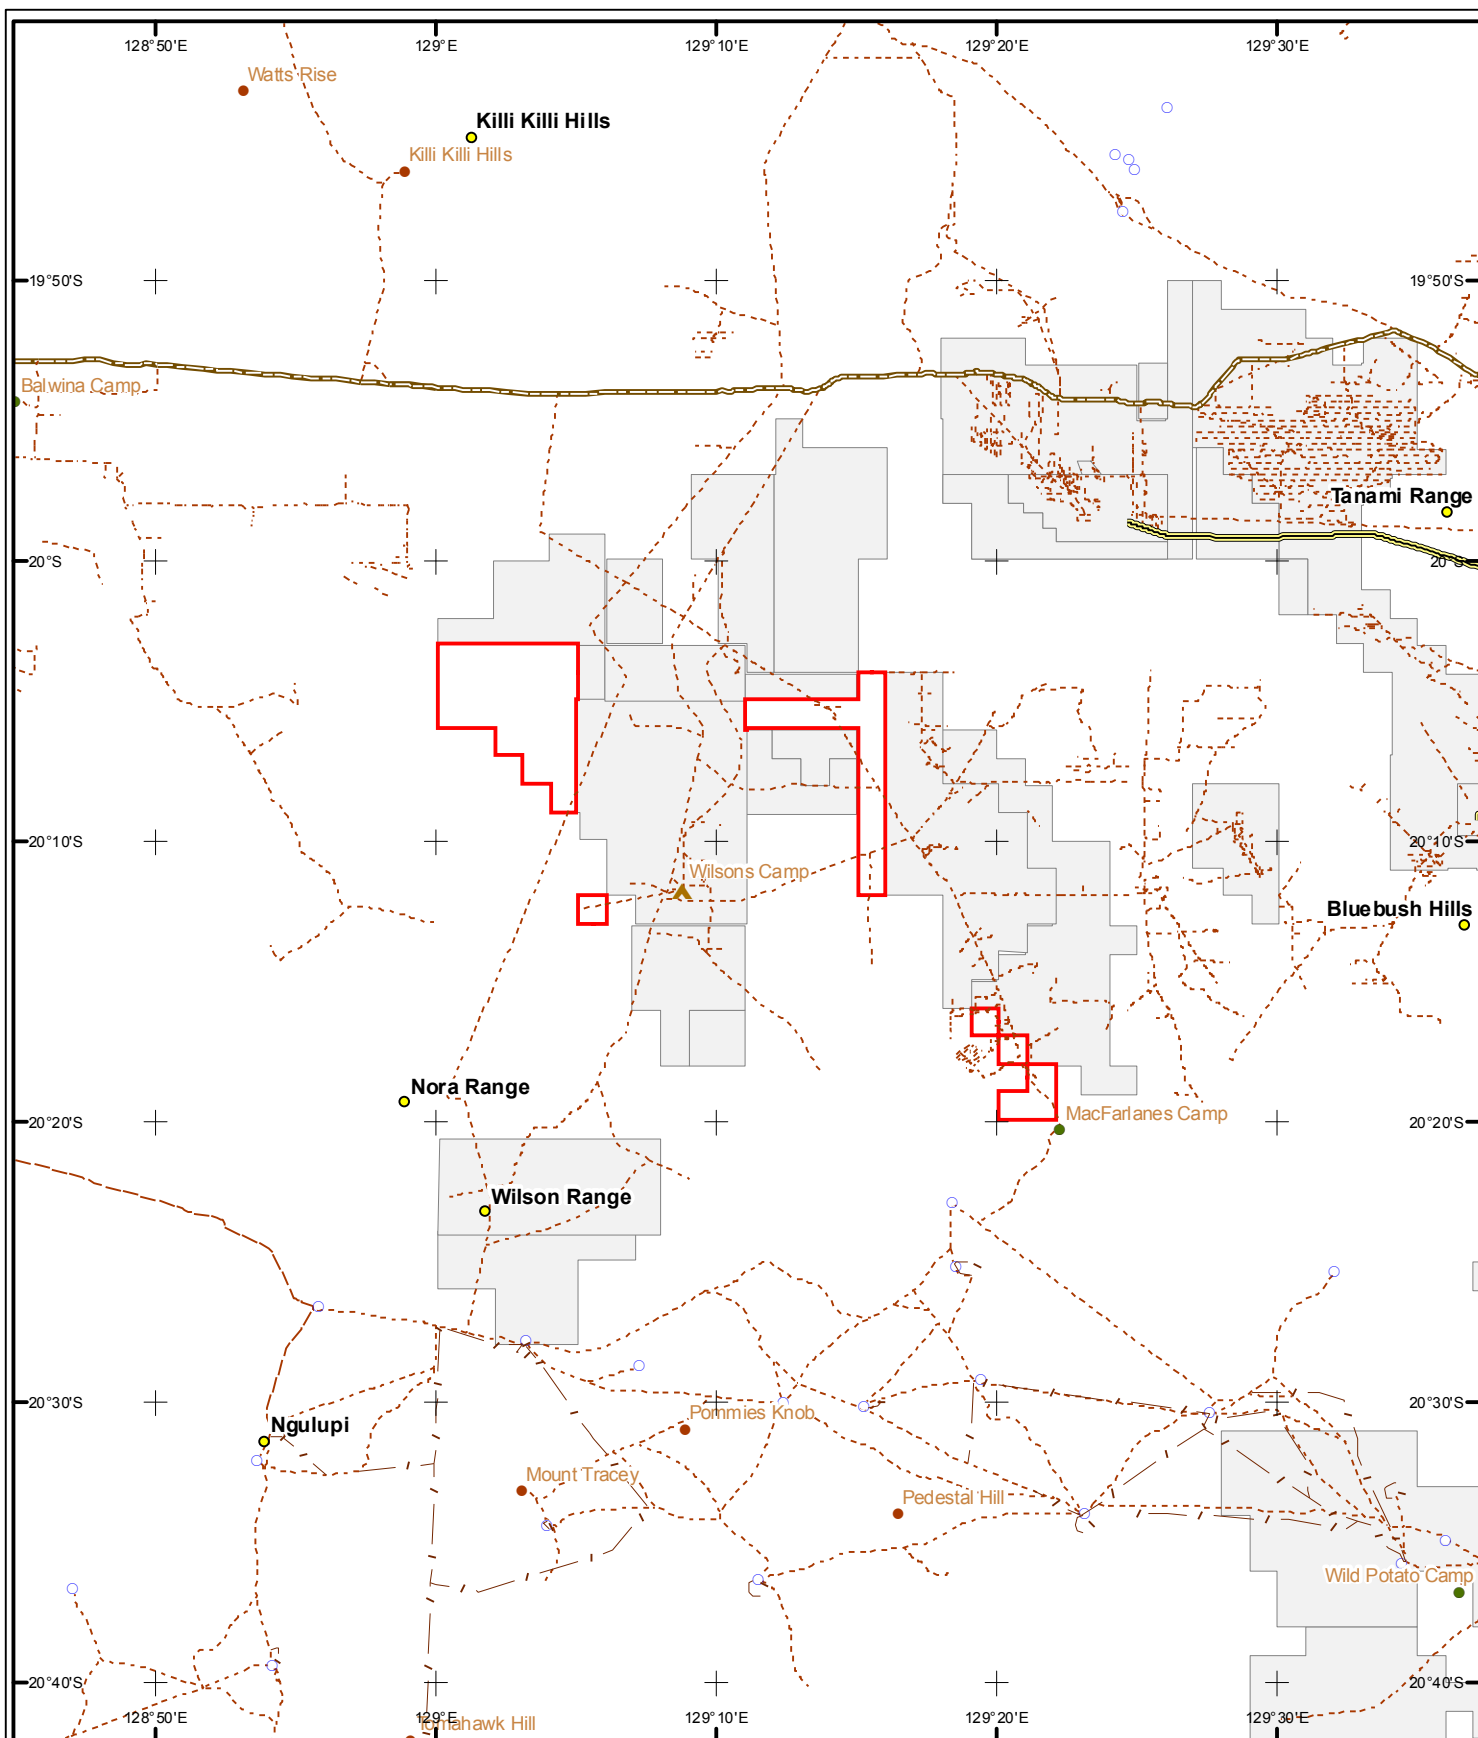 128°50'E
129°E
129°10'E
129°20'E
129°30'E
Watts Rise
Killi Killi Hills
Killi Killi Hills
19°50'S
19°50'S
Balwina Camp
Tanami Range
20°S
20°S
20°10'S
20°10'S
Wilsons Camp
Bluebush Hills
Nora Range
MacFarlanes Camp
20°20'S
20°20'S
Wilson Range
20°30'S
20°30'S
Pommies Knob
Ngulupi
Mount Tracey
Pedestal Hill
Wild Potato Camp
20°40'S
20°40'S
Tomahawk Hill
128°50'E
129°E
129°10'E
129°20'E
129°30'E